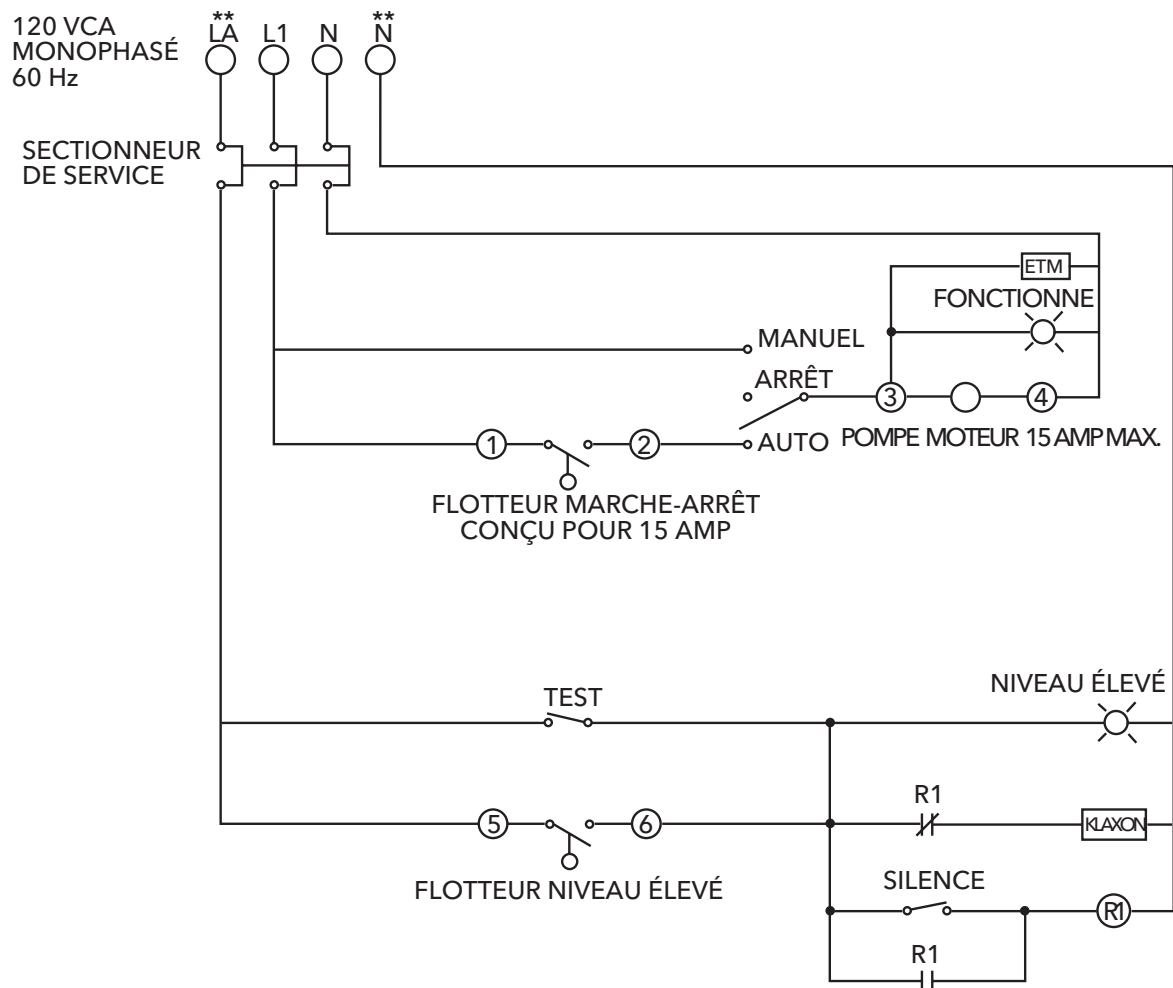 120 VCA
MONOPHASÉ
60 Hz
** LA
L1
N
** N
SECTIONNEUR
DE SERVICE
ETM
FONCTIONNE
MANUEL
ARRÊT
3
4
1
2
AUTO
POMPE MOTEUR 15 AMP MAX.
FLOTTEUR MARCHE-ARRÊT
CONÇU POUR 15 AMP
NIVEAU ÉLEVÉ
TEST
R1
5
6
KLAXON
FLOTTEUR NIVEAU ÉLEVÉ
SILENCE
R1
R1